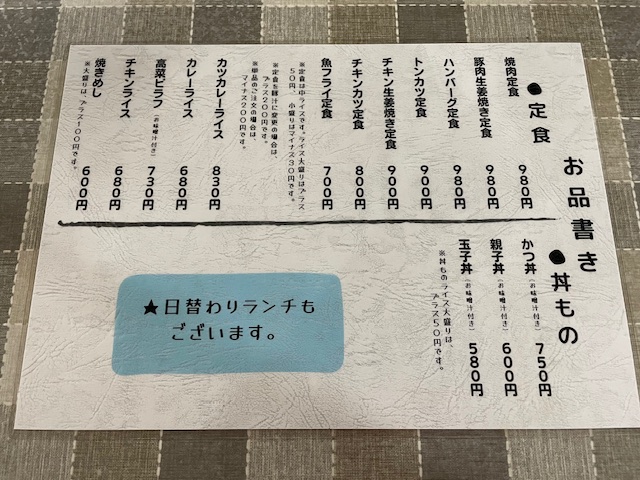 お品書き
●定食
焼肉定食 980円
豚肉生姜焼き定食 980円
ハンバーグ定食 980円
トンカツ定食 900円
チキン生姜焼き定食 900円
チキンカツ定食 800円
魚フライ定食 700円
※定食は中ライスです。ライス大盛りはプラス
50円、小盛りはマイナス30円です。
※定食を豚汁に変更の場合は、
プラス200円です。
※単品のご注文の場合は、
マイナス200円です。
カツカレーライス 830円
カレーライス 680円
高菜ピラフ(お味噌汁付き) 730円
チキンライス 680円
焼きめし 600円
※大盛りは、プラス100円です。
●丼もの
かつ丼(お味噌汁付き) 750円
親子丼(お味噌汁付き) 600円
玉子丼(お味噌汁付き) 580円
※丼ものライス大盛りは、
プラス50円です。
★日替わりランチも
ございます。